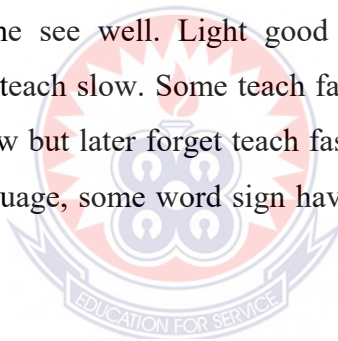 ne see well. Light good
teach slow. Some teach fa
w but later forget teach fas
uage, some word sign hav
EDUCATION FOR SERVICE